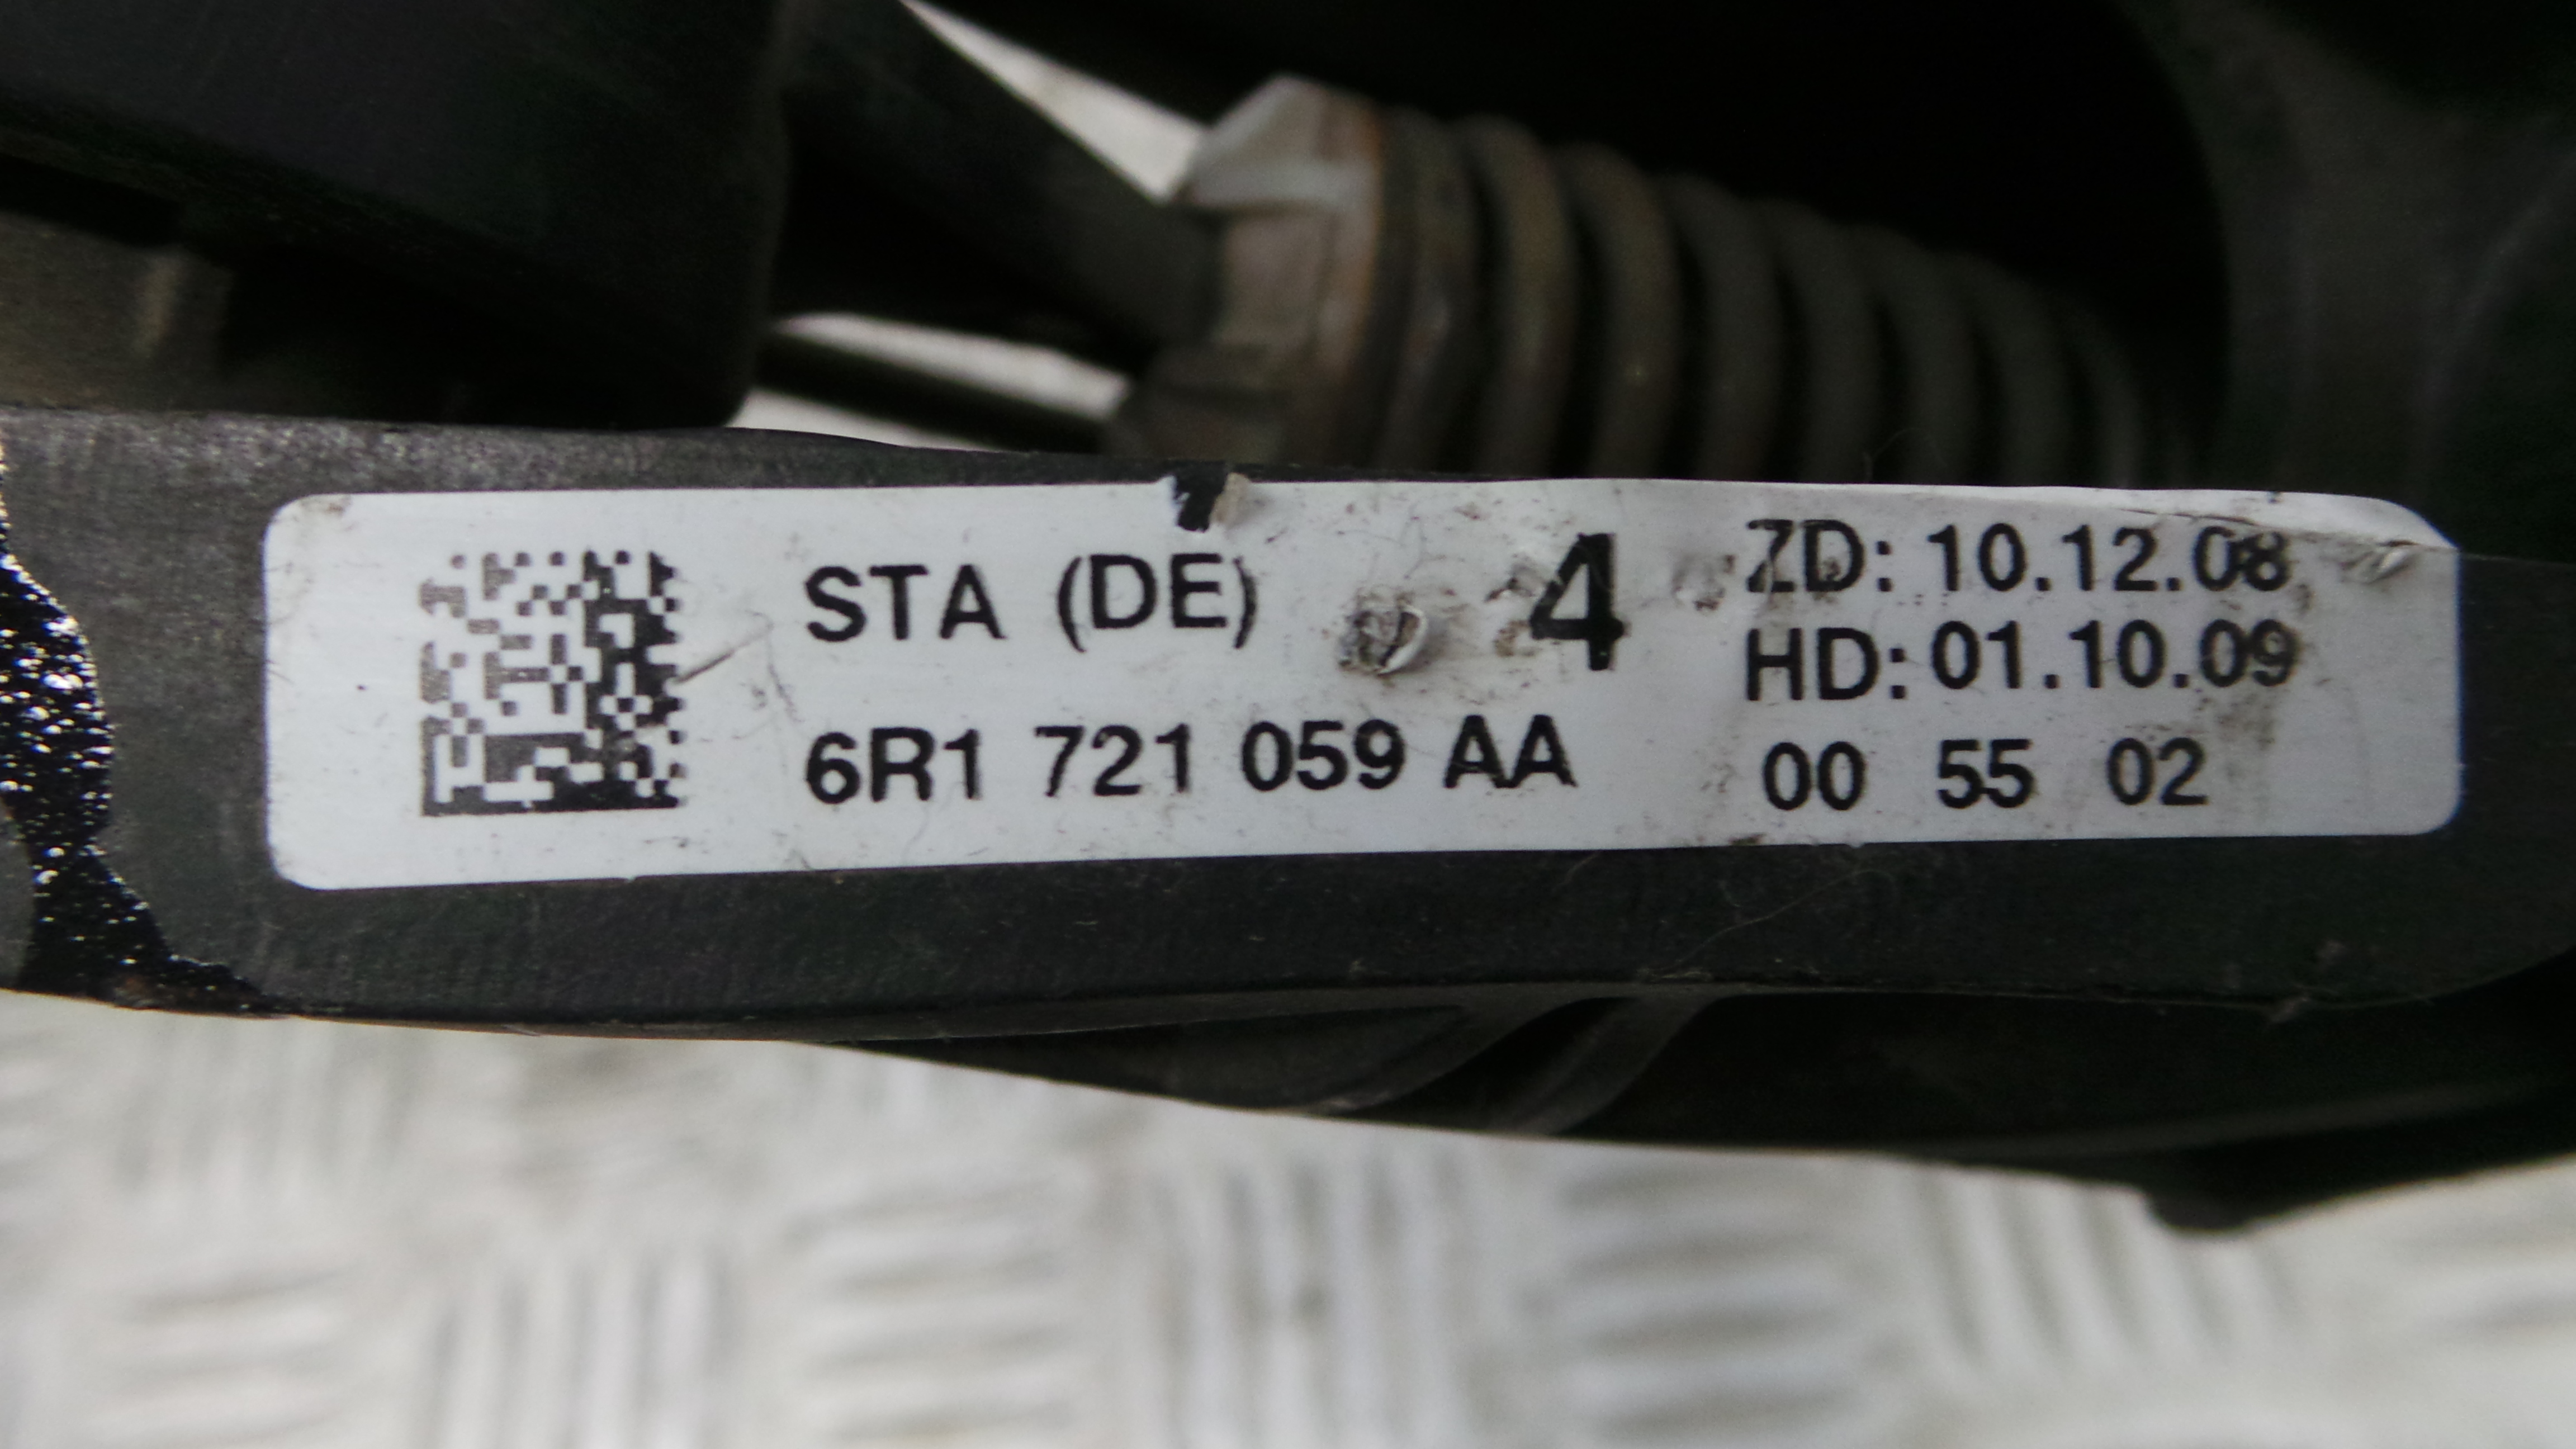 STA (DE) 4
6R1 721 059 AA
ZD: 10.12.08
HD: 01.10.09
00 55 02